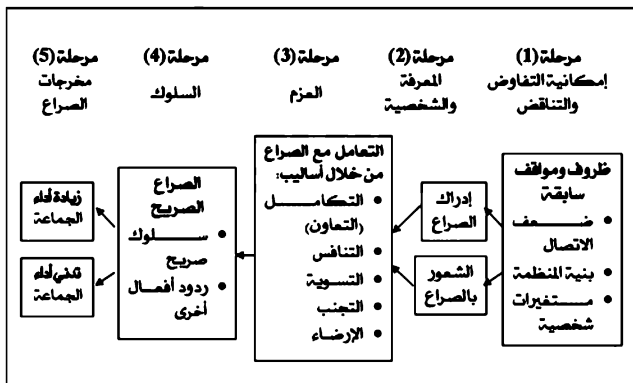 مرحلة (1)
إمكانية التفاوض
والتناقض
مرحلة (2)
المعرفة
والشخصية
مرحلة (3)
العزم
مرحلة (4)
السلوك
مرحلة (5)
مخرجات
الصراع
ظروف ومواقف
سابقة
• ضعف
الاتصال
• بنية المنظمة
• متغيرات
شخصية
إدراك
الصراع
الشعور
بالصراع
التعامل مع الصراع
من خلال أساليب:
• التكامل
(التعاون)
• التنافس
• التسوية
• التجنب
• الإرضاء
الصراع
الصريح
• سلوك
صريح
• ردود أفعال
أخرى
زيادة أداء
الجماعة
تدني أداء
الجماعة